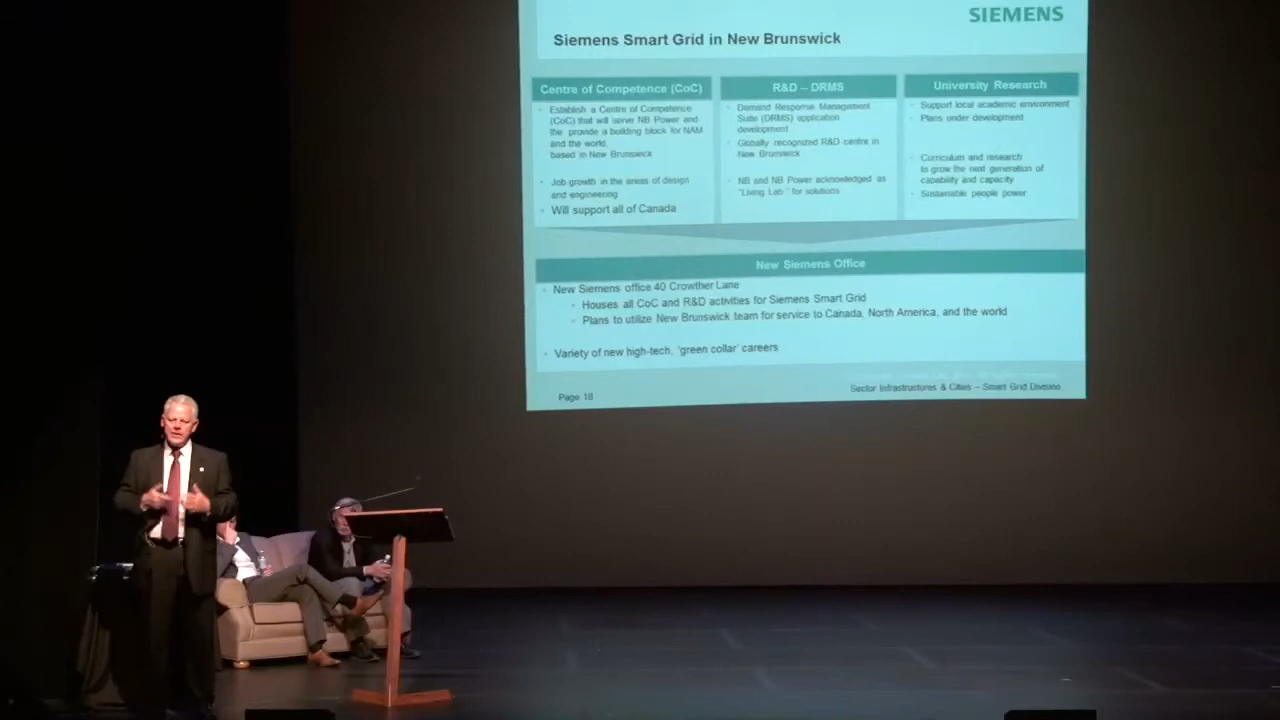 SIEMENS
Siemens Smart Grid in New Brunswick
Centre of Competence (CoC)
Establish a Centre of Competence
(CoC) that will serve NB Power and
the provide a building block for NAM
and the world,
based in New Brunswick
Job growth in the areas of design
and engineering
Will support all of Canada
R&D – DRMS
Demand Response Management
Suite (DRMS) application
development
Globally recognized R&D centre in
New Brunswick
NB and NB Power acknowledged as
"Living Lab" for solutions
University Research
Support local academic environment
Plans under development
Curriculum and research
to grow the next generation of
capability and capacity
Sustainable people power
New Siemens Office
New Siemens office 40 Crowther Lane
Houses all CoC and R&D activities for Siemens Smart Grid
Plans to utilize New Brunswick team for service to Canada, North America, and the world
Variety of new high-tech, 'green collar' careers
Page 18
Sector Infrastructures & Cities – Smart Grid Division